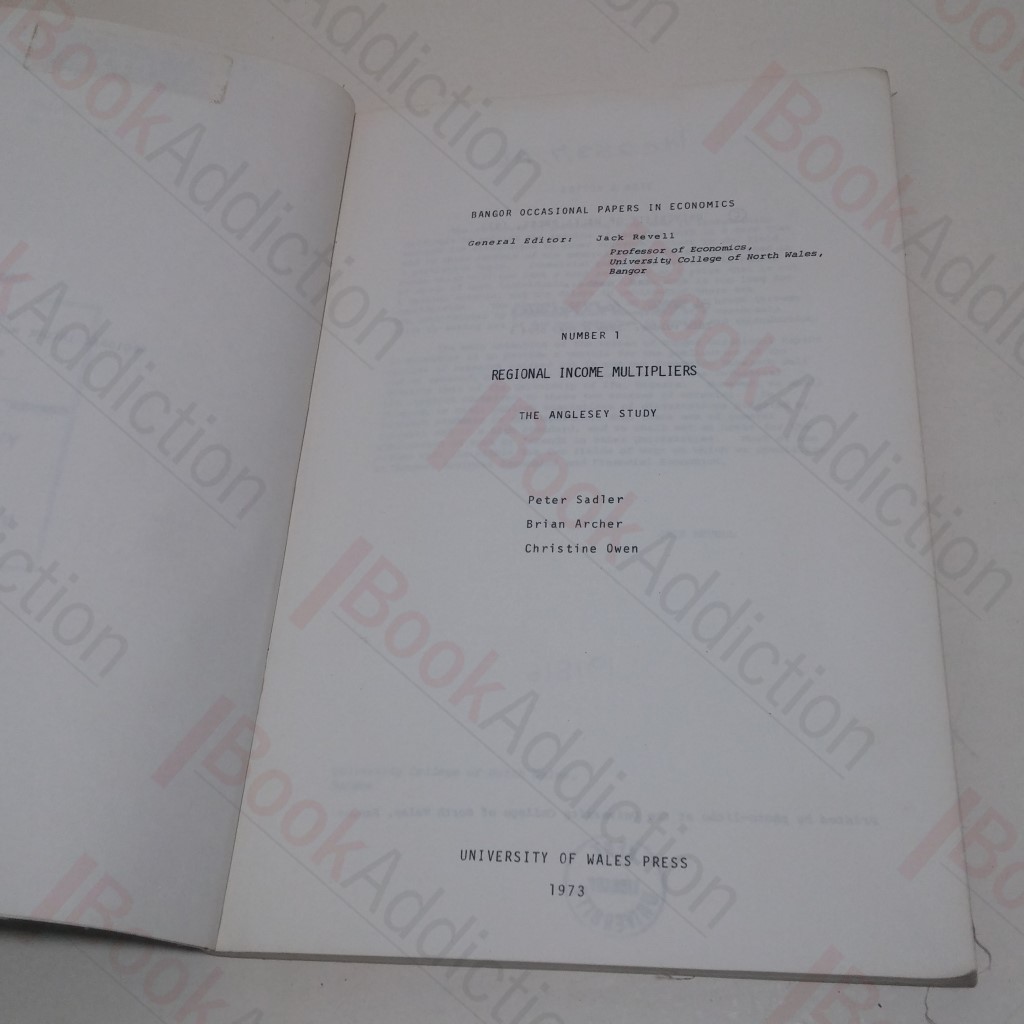 BANGOR OCCASIONAL PAPERS IN ECONOMICS
General Editor: Jack Revell
Professor of Economics,
University College of North Wales,
Bangor
NUMBER 1
REGIONAL INCOME MULTIPLIERS
THE ANGLESEY STUDY
Peter Sadler
Brian Archer
Christine Owen
UNIVERSITY OF WALES PRESS
1973
BookAddiction